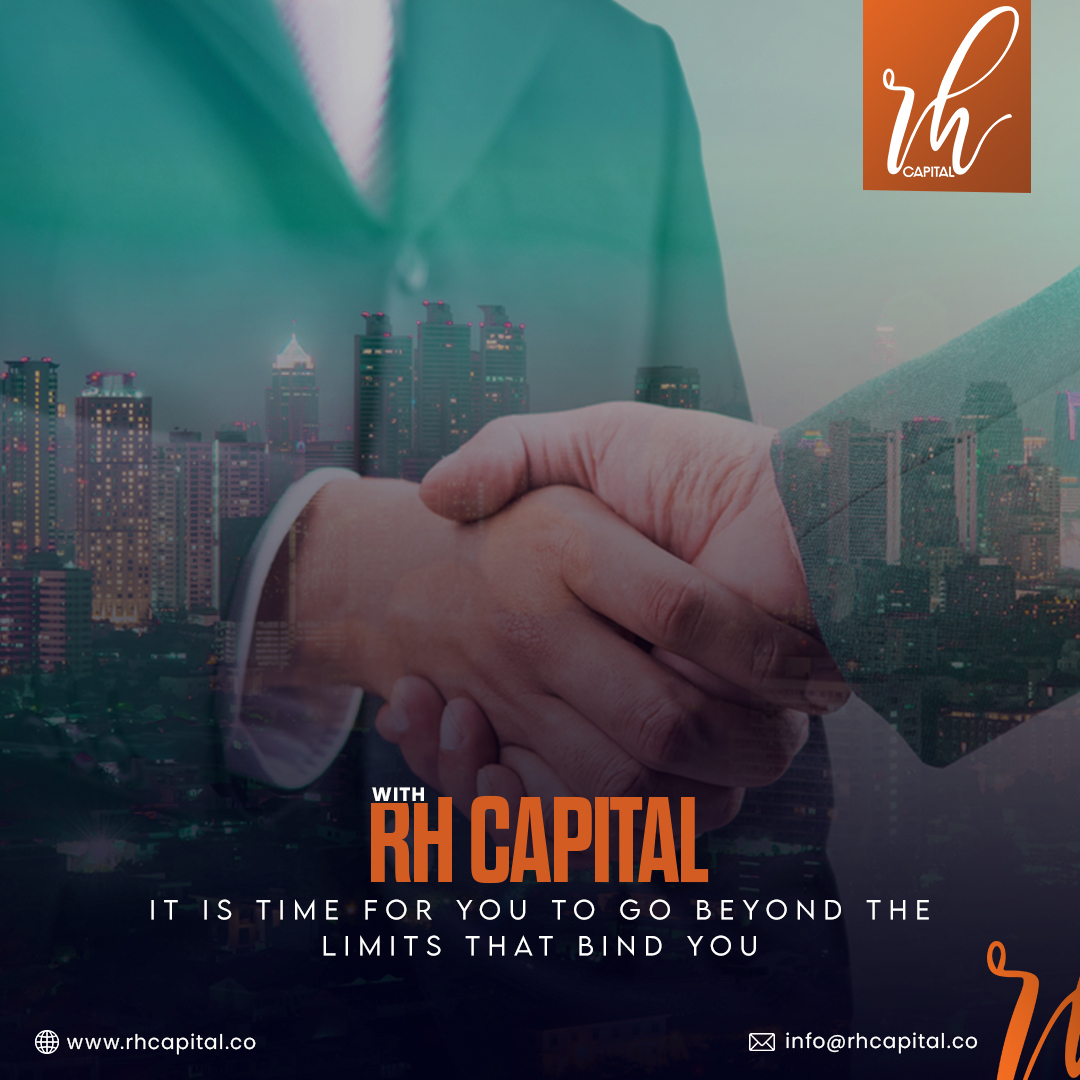 rh
CAPITAL
WITH
RH CAPITAL
IT IS TIME FOR YOU TO GO BEYOND THE
LIMITS THAT BIND YOU
www.rhcapital.co
info@rhcapital.co